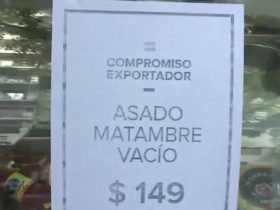 COMPROMISO
EXPORTADOR
ASADO
MATAMBRE
VACÍO
$ 149